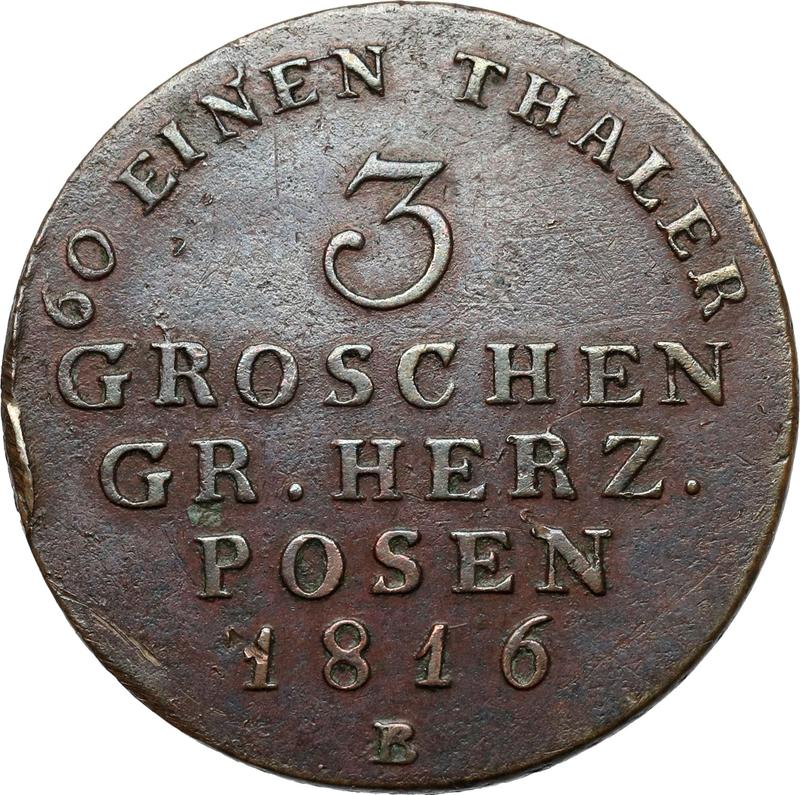 60 EINEN THALER
3
GROSCHEN
GR. HERZ.
POSEN
1816
B